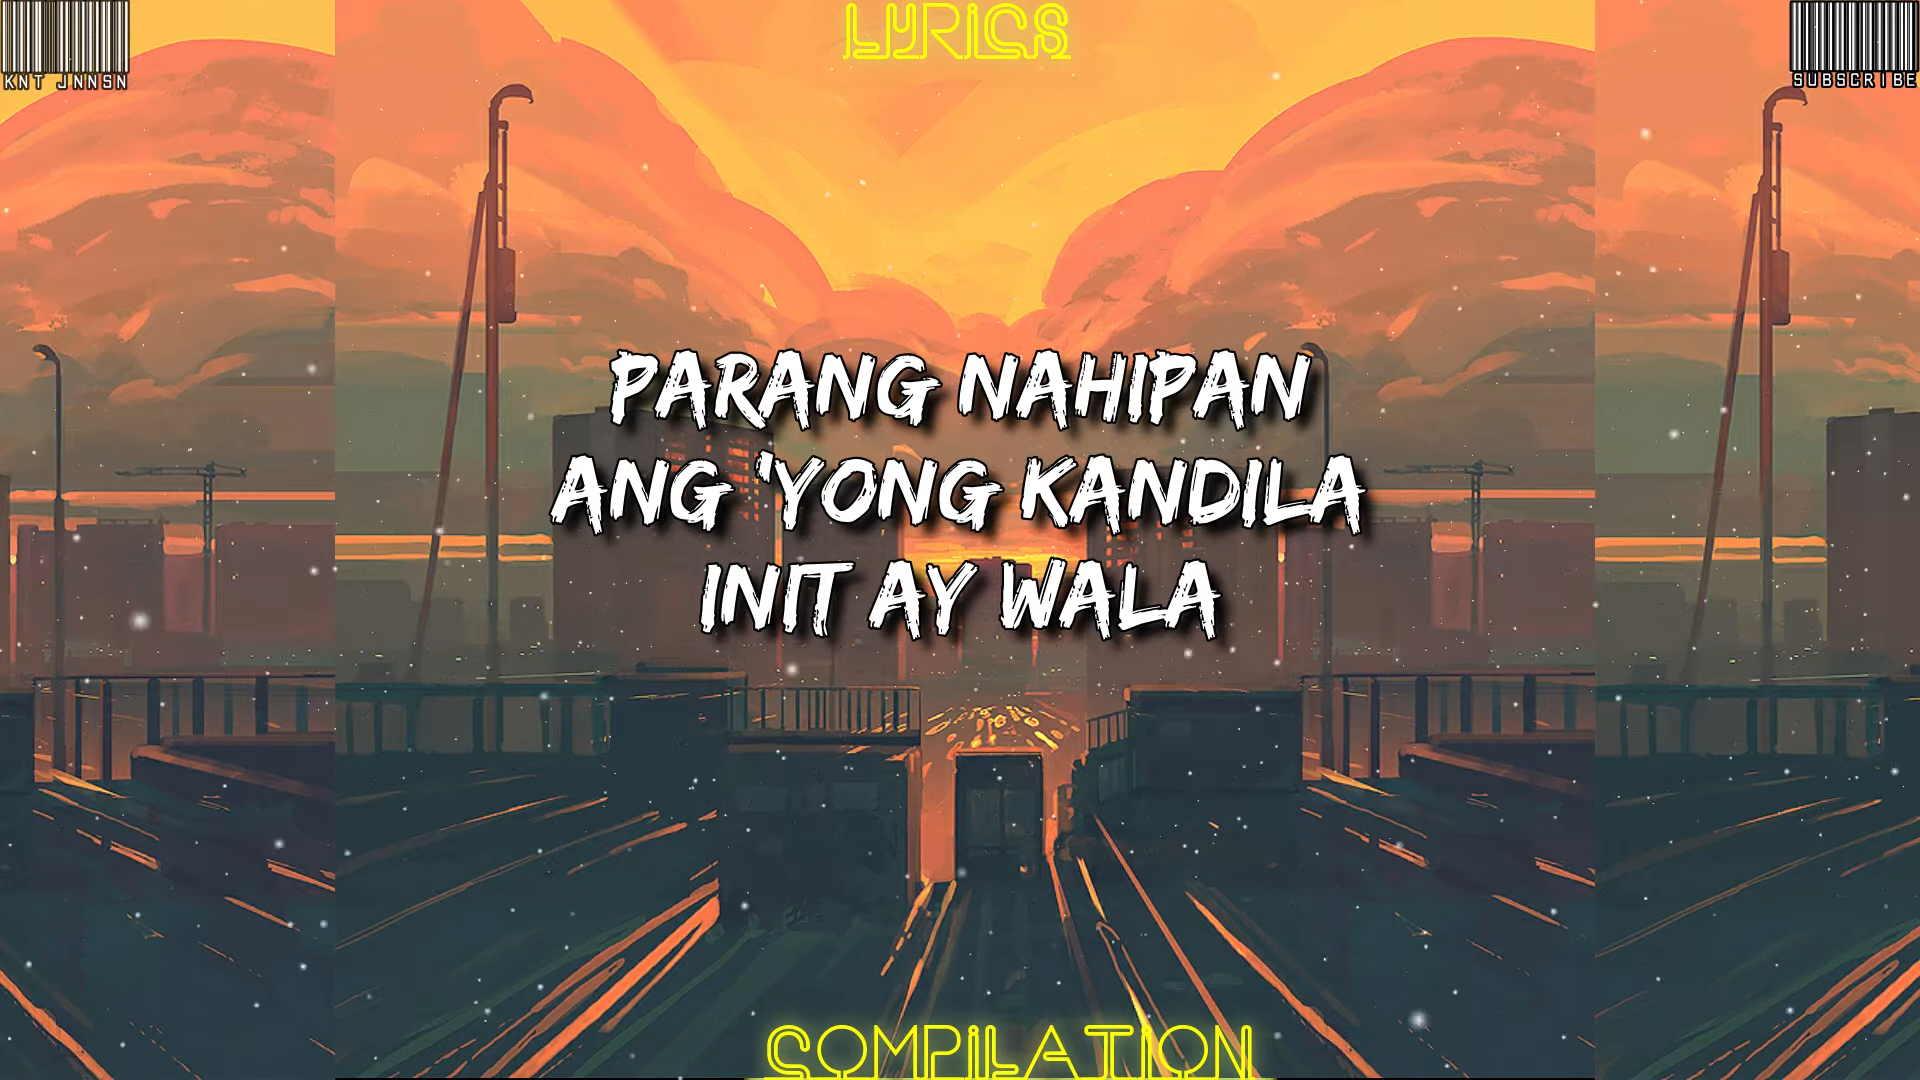 LYRICS
KNT JNNSN
SUBSCRIBE
PARANG NAHIPAN
ANG 'YONG KANDILA
INIT AY WALA
COMPILATION